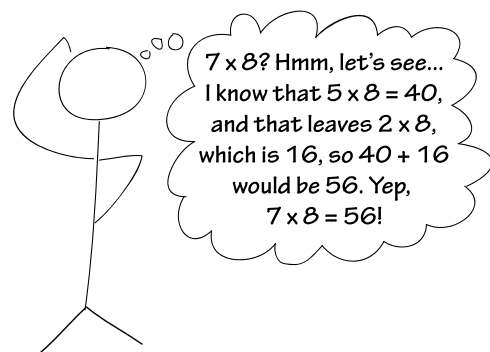 7 x 8? Hmm, let's see...
I know that 5 x 8 = 40,
and that leaves 2 x 8,
which is 16, so 40 + 16
would be 56. Yep,
7 x 8 = 56!